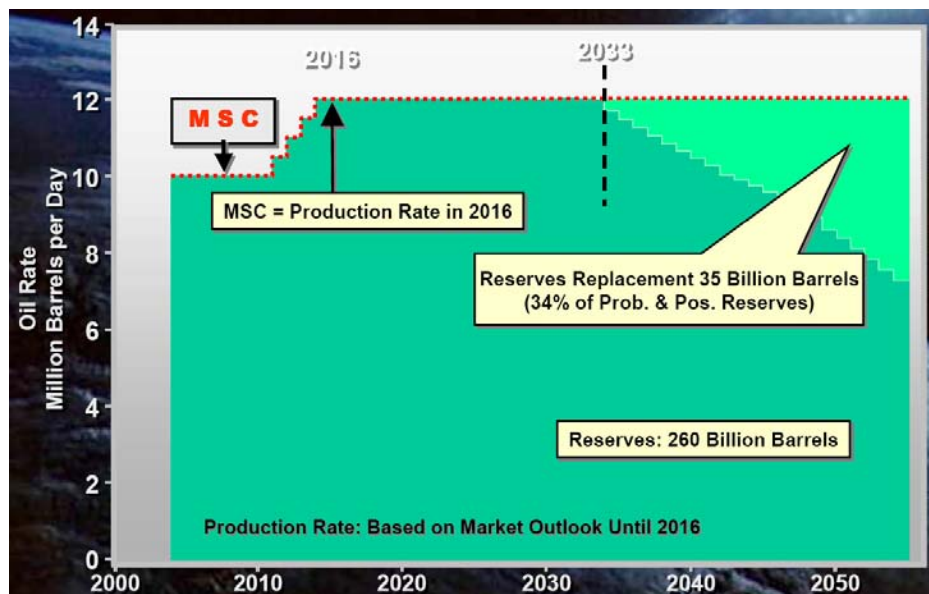 14
12
10
8
6
4
2
0
Oil Rate
Million Barrels per Day
2016
2033
M S C
MSC = Production Rate in 2016
Reserves Replacement 35 Billion Barrels
(34% of Prob. & Pos. Reserves)
Reserves: 260 Billion Barrels
Production Rate: Based on Market Outlook Until 2016
2000
2010
2020
2030
2040
2050